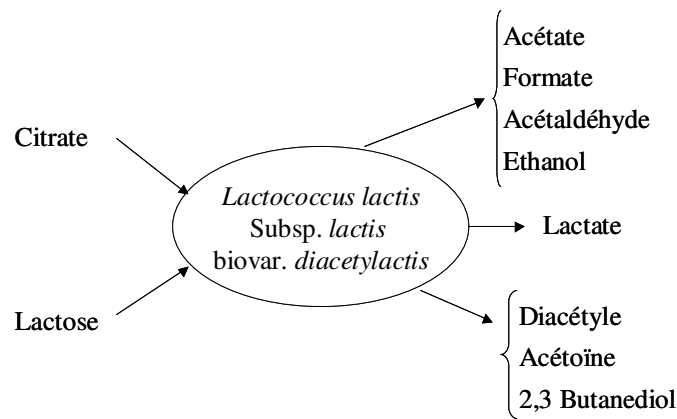 Citrate
Lactose
Lactococcus lactis
Subsp. lactis
biovar. diacetylactis
Acétate
Formate
Acétaldéhyde
Ethanol
Lactate
Diacétyle
Acétoïne
2,3 Butanediol